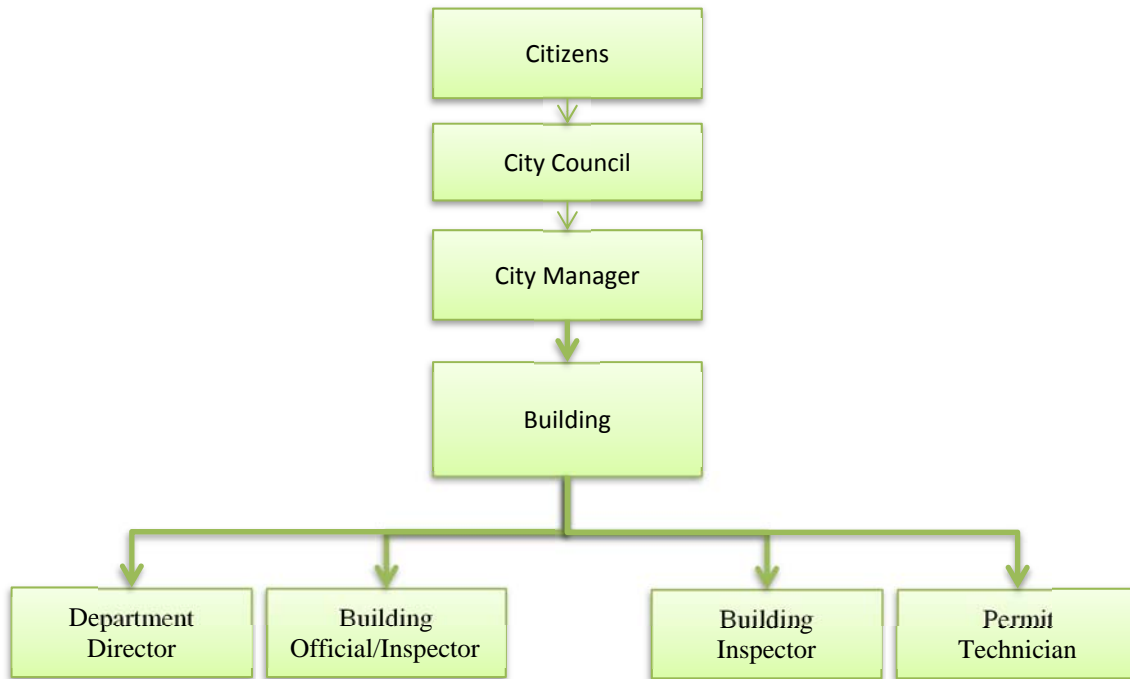 Citizens
City Council
City Manager
Building
Department
Director
Building
Official/Inspector
Building
Inspector
Permit
Technician